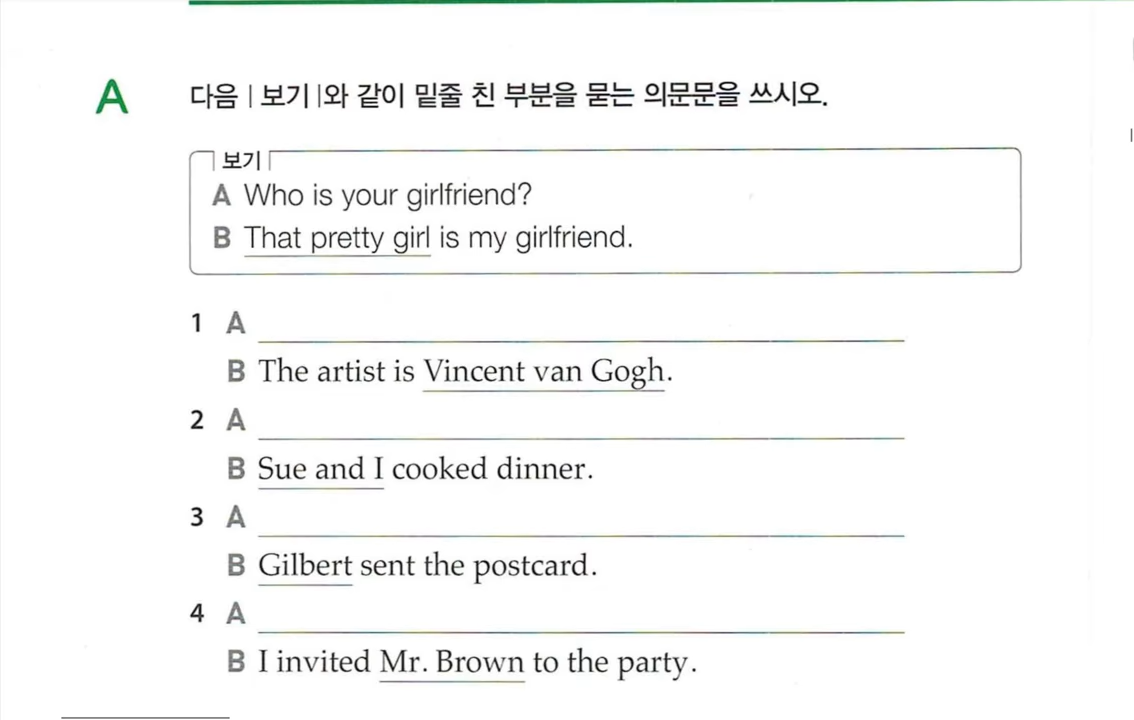 A 다음 | 보기 |와 같이 밑줄 친 부분을 묻는 의문문을 쓰시오.
보기
A Who is your girlfriend?
B That pretty girl is my girlfriend.
1 A
B The artist is Vincent van Gogh.
2 A
B Sue and I cooked dinner.
3 A
B Gilbert sent the postcard.
4 A
B I invited Mr. Brown to the party.